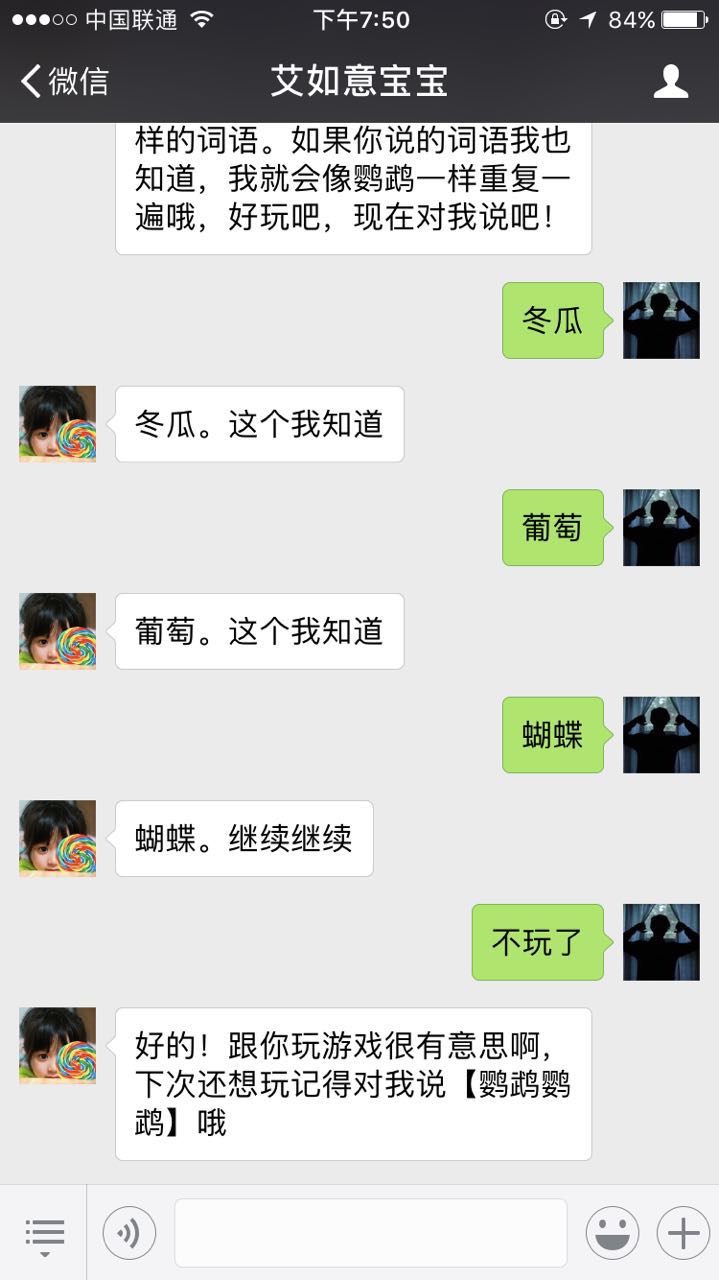 中国联通 下午7:50 84%
微信 艾如意宝宝
样的词语。如果你说的词语我也
知道，我就会像鹦鹉一样重复一
遍哦，好玩吧，现在对我说吧！
冬瓜
冬瓜。这个我知道
葡萄
葡萄。这个我知道
蝴蝶
蝴蝶。继续继续
不玩了
好的！跟你玩游戏很有意思啊，
下次还想玩记得对我说【鹦鹉鹦
鹉】哦